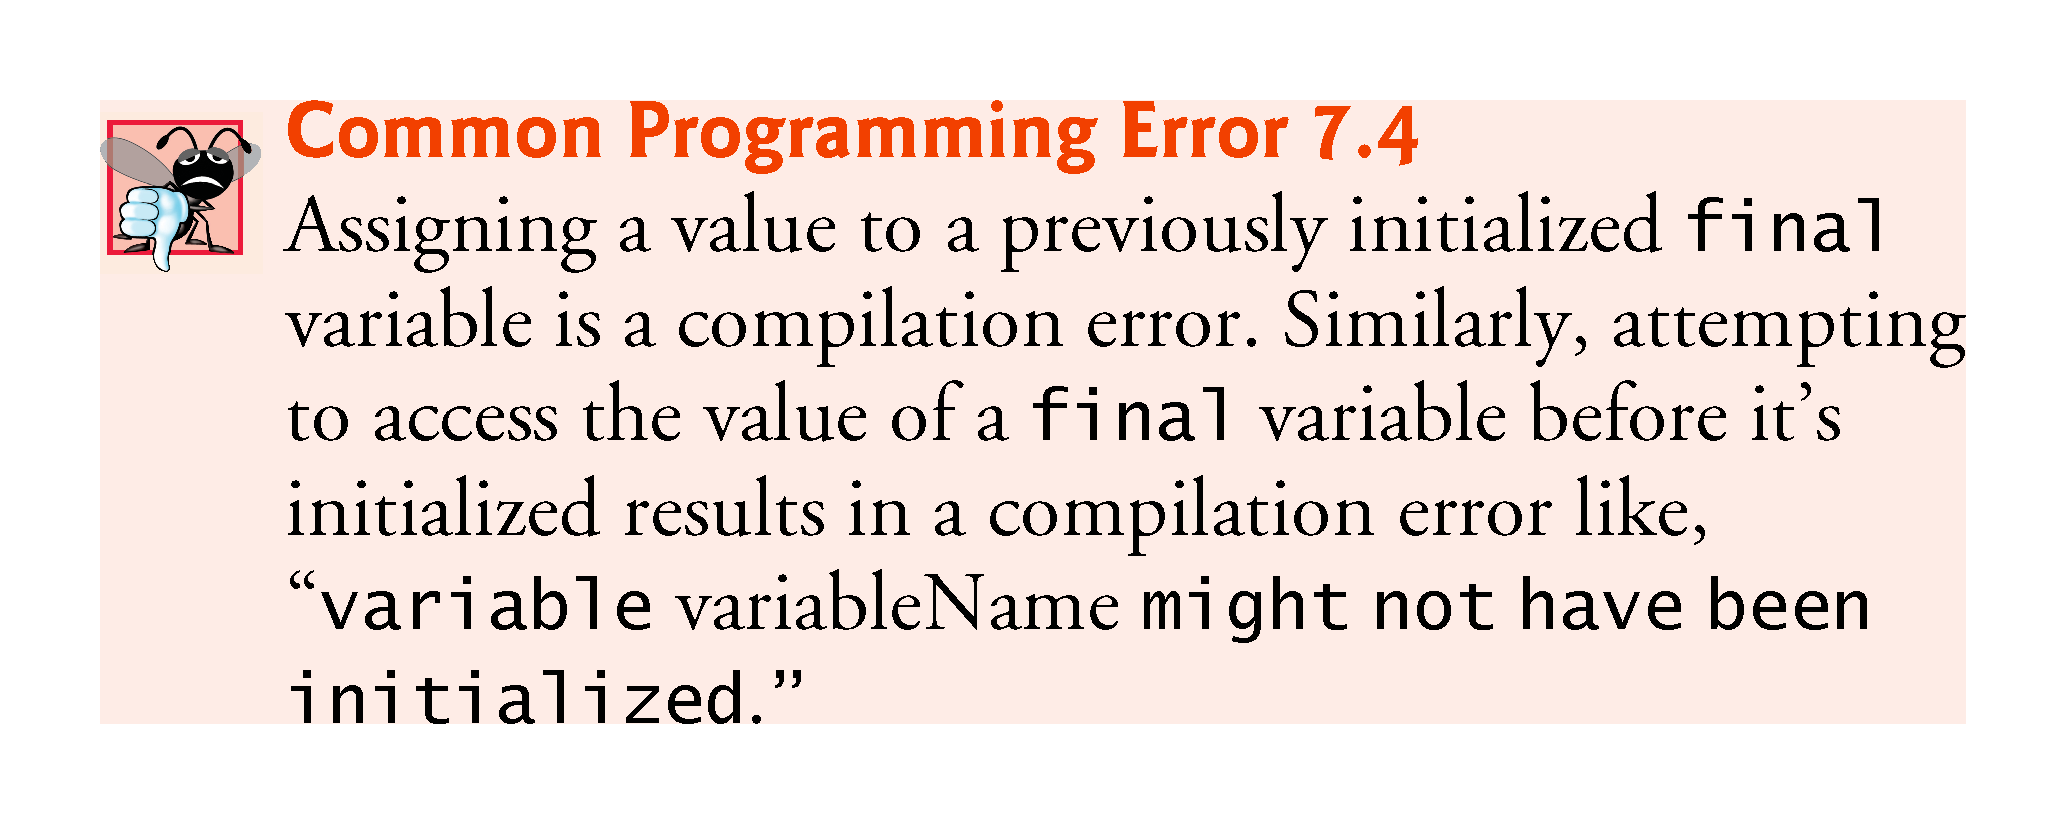 Common Programming Error 7.4
Assigning a value to a previously initialized final
variable is a compilation error. Similarly, attempting
to access the value of a final variable before it’s
initialized results in a compilation error like,
“variable variableName might not have been
initialized.”